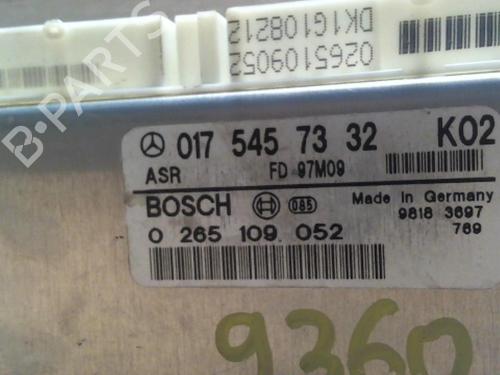 DK1G108212
0265109052
017 545 73 32 K02
ASR FD 97M09
BOSCH 085 Made in Germany
9818 3697
0 265 109 052 769
9360
B-PARTS